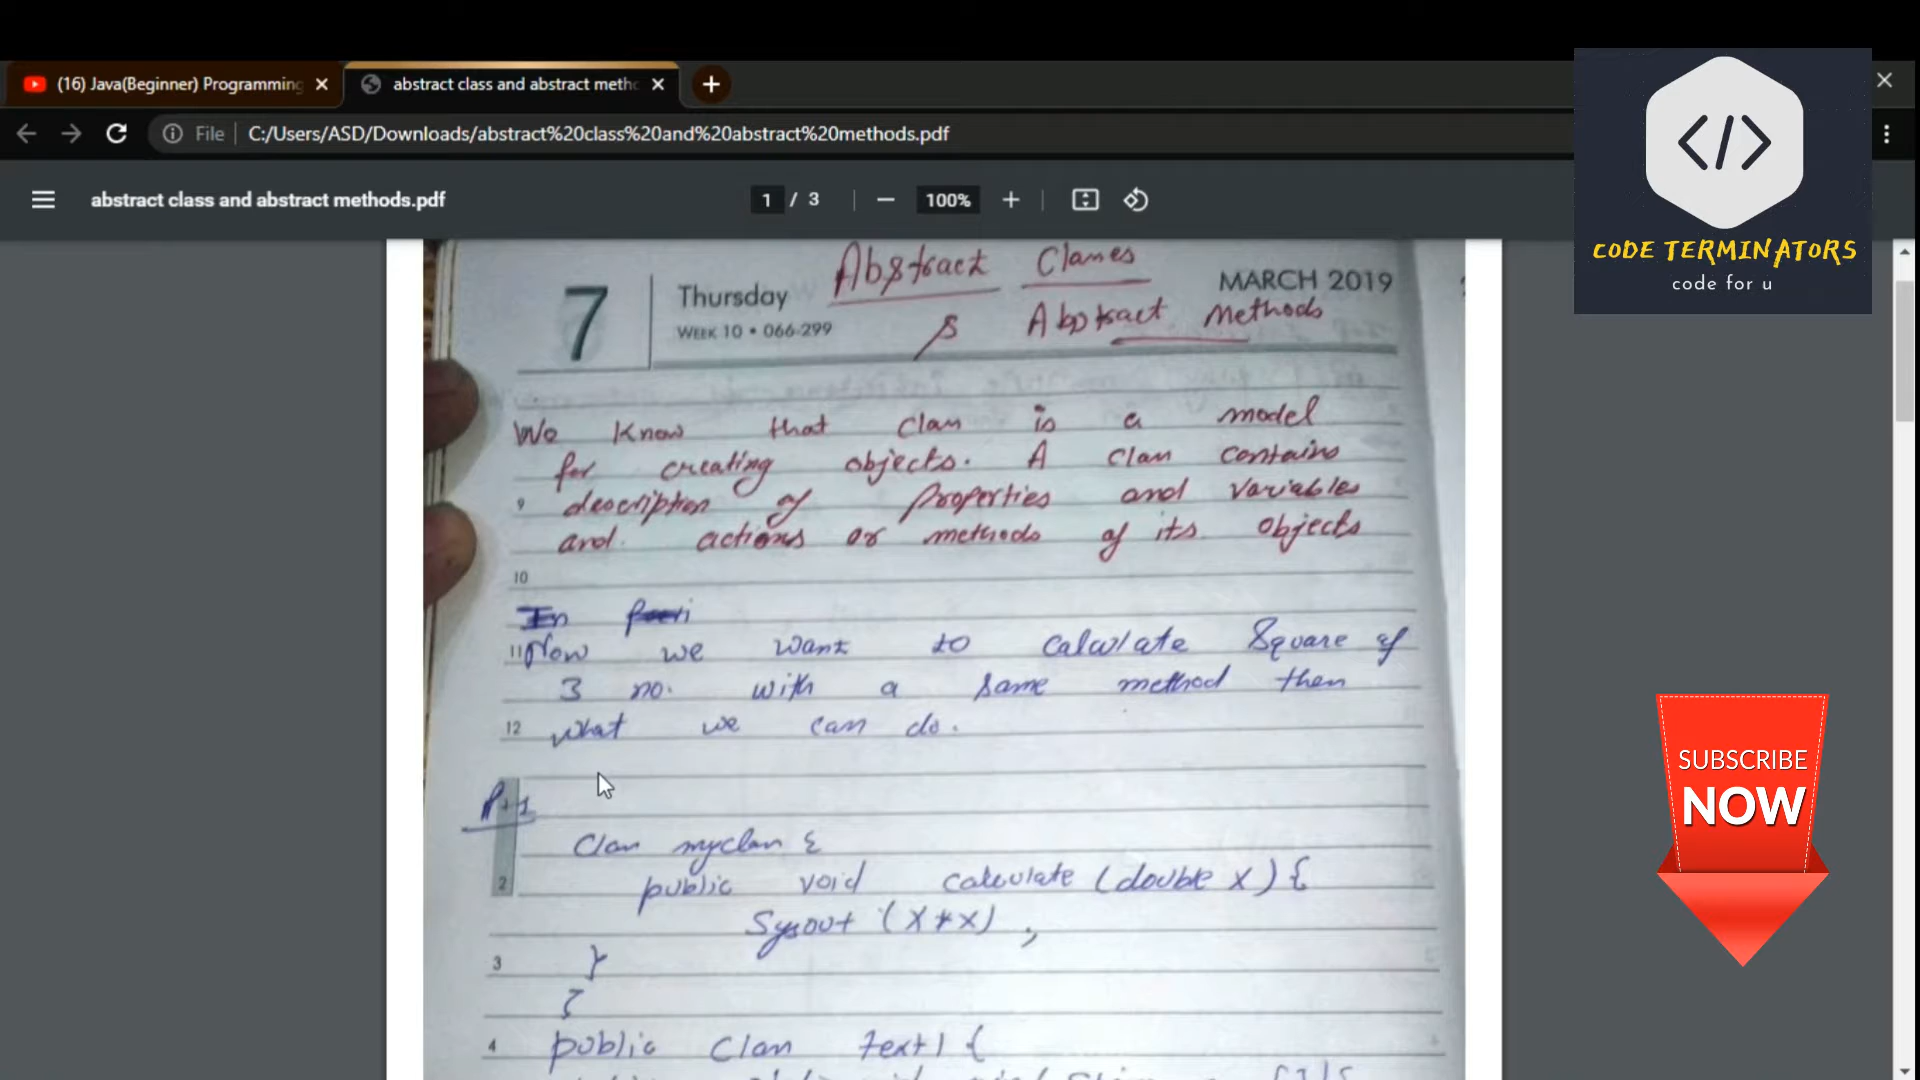 (16) Java(Beginner) Programming
abstract class and abstract meth
File C:/Users/ASD/Downloads/abstract%20class%20and%20abstract%20methods.pdf
abstract class and abstract methods.pdf
1 / 3
100%
CODE TERMINATORS
code for u
7 Thursday
WEEK 10 • 066-299
MARCH 2019
Abstract Classes
& Abstract Methods
We know that class is a model
for creating objects. A class contains
9 description of properties and variables
and actions or methods of its objects
10
In
11 Now we want to calculate Square of
3 no. with a same method then
12 what we can do.
P-1
Class myclass {
2 public void calculate (double x) {
Sysout (x*x) ;
3 }
}
4 public class text1 {
SUBSCRIBE
NOW